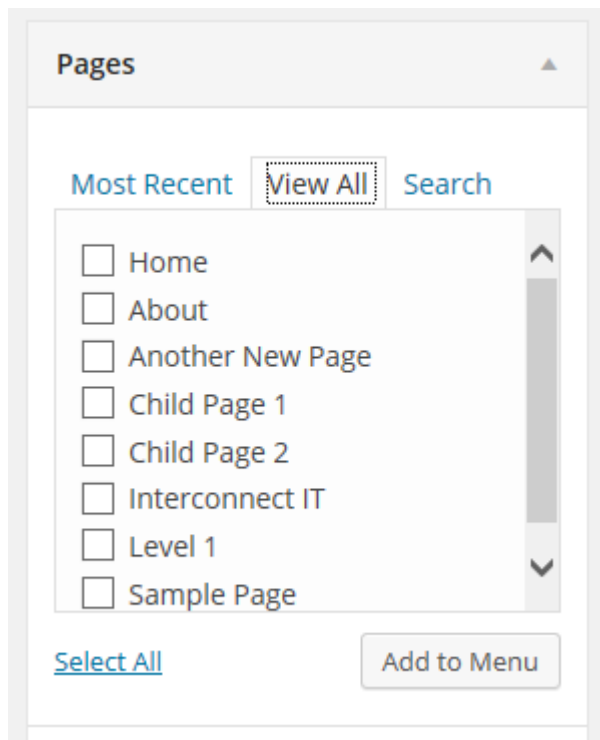 Pages
Most Recent View All Search
Home
About
Another New Page
Child Page 1
Child Page 2
Interconnect IT
Level 1
Sample Page
Select All Add to Menu